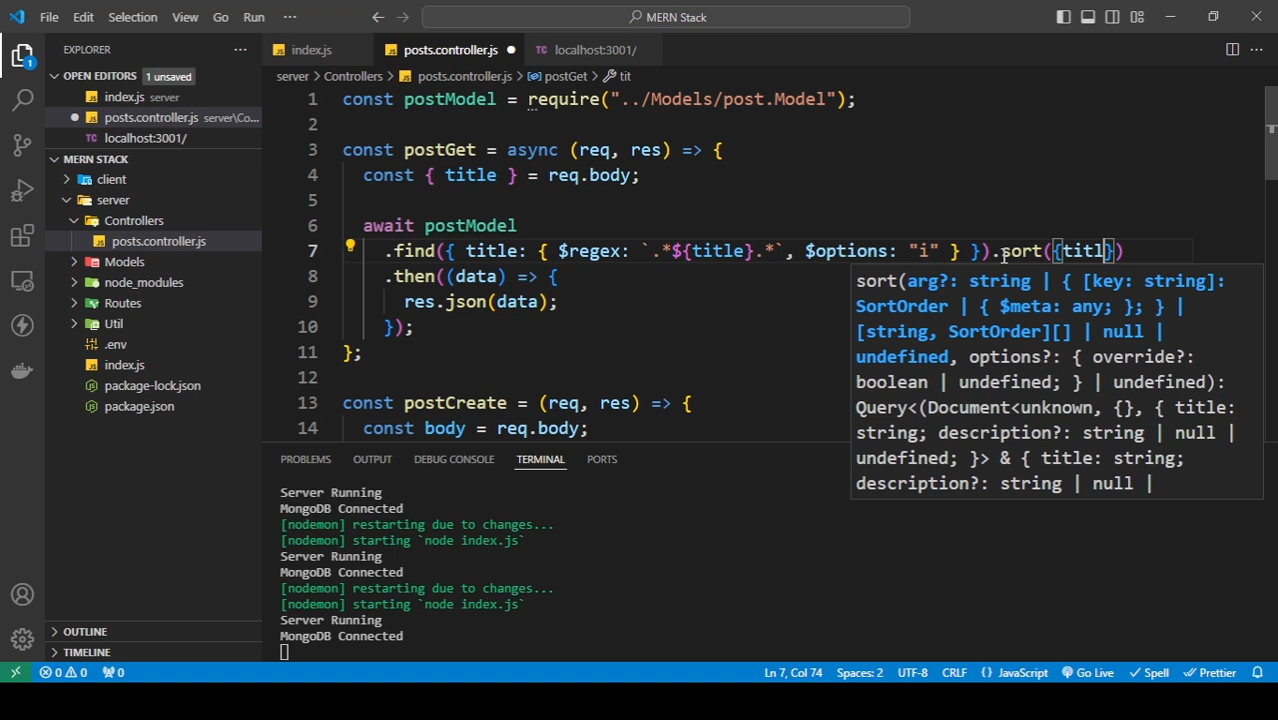 File Edit Selection View Go Run ··· MERN Stack
EXPLORER ···
OPEN EDITORS 1 unsaved
index.js server
posts.controller.js server\Co...
TC localhost:3001/
MERN STACK
client
server
Controllers
JS posts.controller.js
Models
node_modules
Routes
Util
.env
index.js
package-lock.json
package.json
OUTLINE
TIMELINE
index.js posts.controller.js TC localhost:3001/
server > Controllers > posts.controller.js > postGet > tit
1 const postModel = require("../Models/post.Model");
2
3 const postGet = async (req, res) => {
4 const { title } = req.body;
5
6 await postModel
7 .find({ title: { $regex: `.*${title}.*`, $options: "i" } }).sort({titl})
8 .then((data) => {
9 res.json(data);
10 });
11 };
12
13 const postCreate = (req, res) => {
14 const body = req.body;
sort(arg?: string | { [key: string]:
SortOrder | { $meta: any; }; } |
[string, SortOrder][] | null |
undefined, options?: { override?:
boolean | undefined; } | undefined):
Query<(Document<unknown, {}, { title:
string; description?: string | null |
undefined; }> & { title: string;
description?: string | null |
PROBLEMS OUTPUT DEBUG CONSOLE TERMINAL PORTS
Server Running
MongoDB Connected
[nodemon] restarting due to changes...
[nodemon] starting `node index.js`
Server Running
MongoDB Connected
[nodemon] restarting due to changes...
[nodemon] starting `node index.js`
Server Running
MongoDB Connected
0 0 0 Ln 7, Col 74 Spaces: 2 UTF-8 CRLF {} JavaScript Go Live Spell Prettier